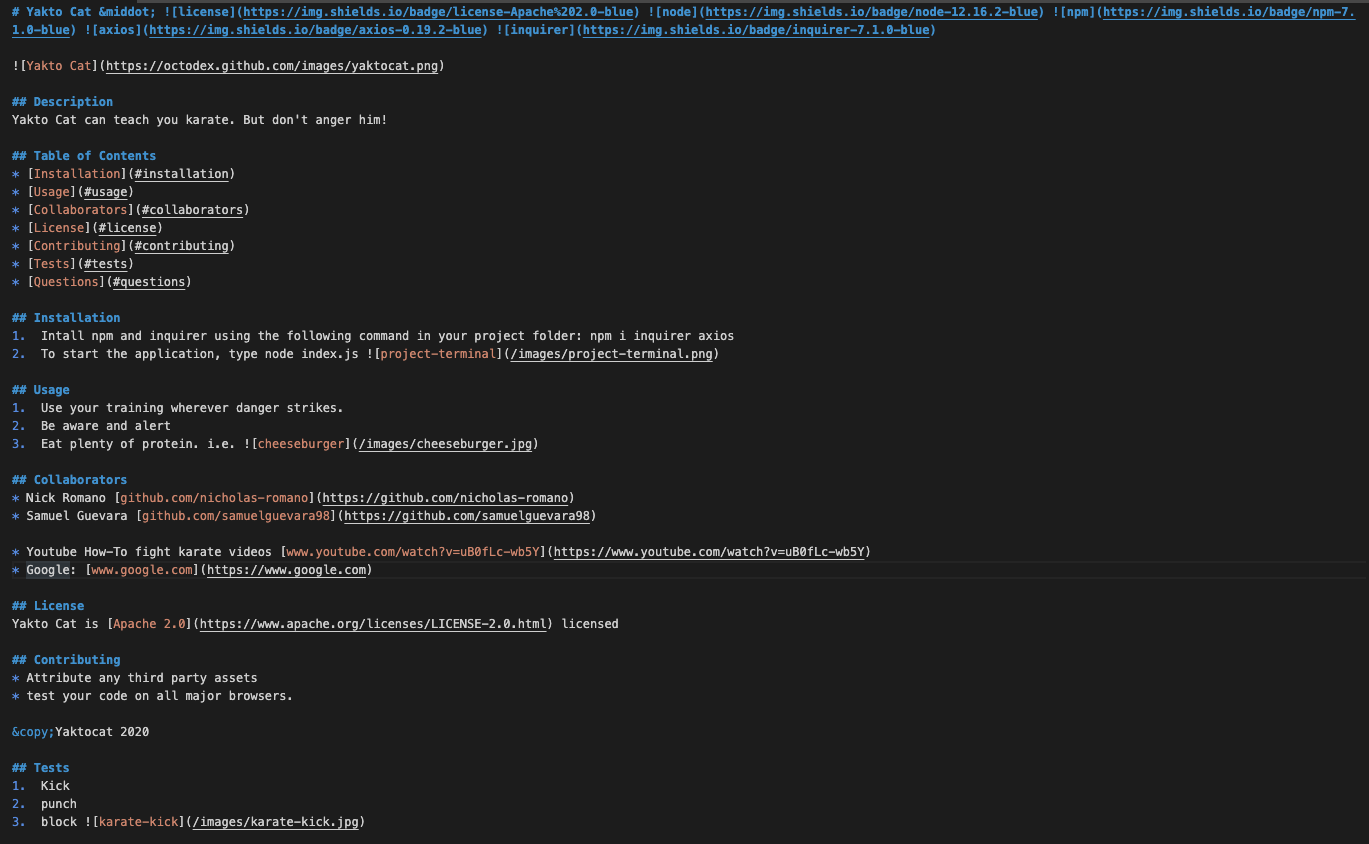 # Yakto Cat &middot; ![license](https://img.shields.io/badge/license-Apache%202.0-blue) ![node](https://img.shields.io/badge/node-12.16.2-blue) ![npm](https://img.shields.io/badge/npm-7.
1.0-blue) ![axios](https://img.shields.io/badge/axios-0.19.2-blue) ![inquirer](https://img.shields.io/badge/inquirer-7.1.0-blue)
![Yakto Cat](https://octodex.github.com/images/yaktocat.png)
## Description
Yakto Cat can teach you karate. But don't anger him!
## Table of Contents
* [Installation](#installation)
* [Usage](#usage)
* [Collaborators](#collaborators)
* [License](#license)
* [Contributing](#contributing)
* [Tests](#tests)
* [Questions](#questions)
## Installation
1.  Intall npm and inquirer using the following command in your project folder: npm i inquirer axios
2.  To start the application, type node index.js ![project-terminal](/images/project-terminal.png)
## Usage
1.  Use your training wherever danger strikes.
2.  Be aware and alert
3.  Eat plenty of protein. i.e. ![cheeseburger](/images/cheeseburger.jpg)
## Collaborators
* Nick Romano [github.com/nicholas-romano](https://github.com/nicholas-romano)
* Samuel Guevara [github.com/samuelguevara98](https://github.com/samuelguevara98)
* Youtube How-To fight karate videos [www.youtube.com/watch?v=uB0fLc-wb5Y](https://www.youtube.com/watch?v=uB0fLc-wb5Y)
* Google: [www.google.com](https://www.google.com)
## License
Yakto Cat is [Apache 2.0](https://www.apache.org/licenses/LICENSE-2.0.html) licensed
## Contributing
* Attribute any third party assets
* test your code on all major browsers.
&copy;Yaktocat 2020
## Tests
1.  Kick
2.  punch
3.  block ![karate-kick](/images/karate-kick.jpg)